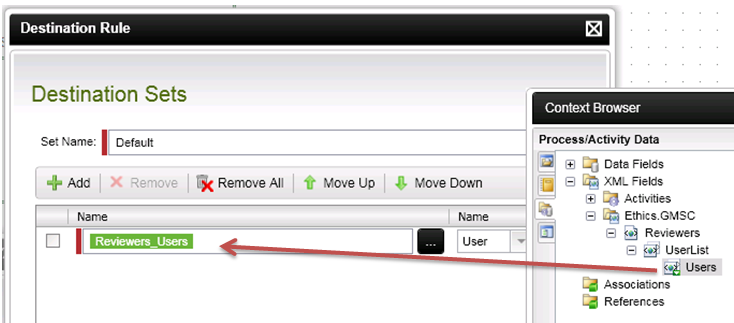 Destination Rule
Destination Sets
Set Name: Default
Add Remove Remove All Move Up Move Down
Name Name
Reviewers_Users ... User
Context Browser
Process/Activity Data
Data Fields
XML Fields
Activities
Ethics.GMSC
Reviewers
UserList
Users
Associations
References